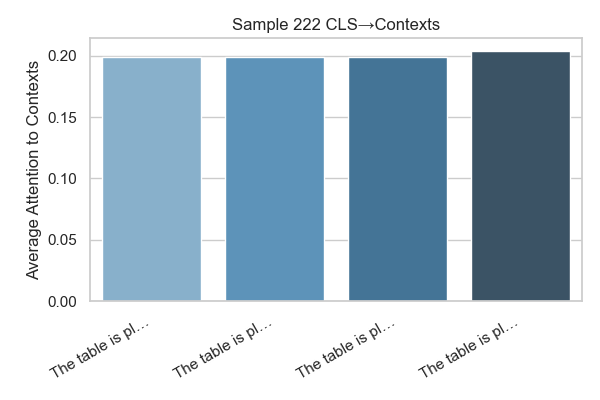 Sample 222 CLS→Contexts
Average Attention to Contexts
0.20
0.15
0.10
0.05
0.00
The table is pl...
The table is pl...
The table is pl...
The table is pl...